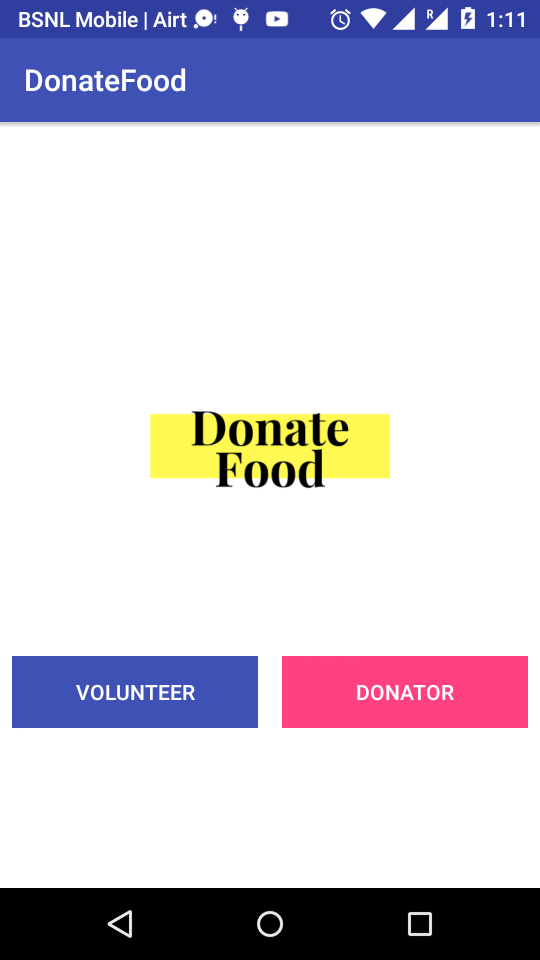 BSNL Mobile | Airt R 1:11
DonateFood
Donate
Food
VOLUNTEER DONATOR